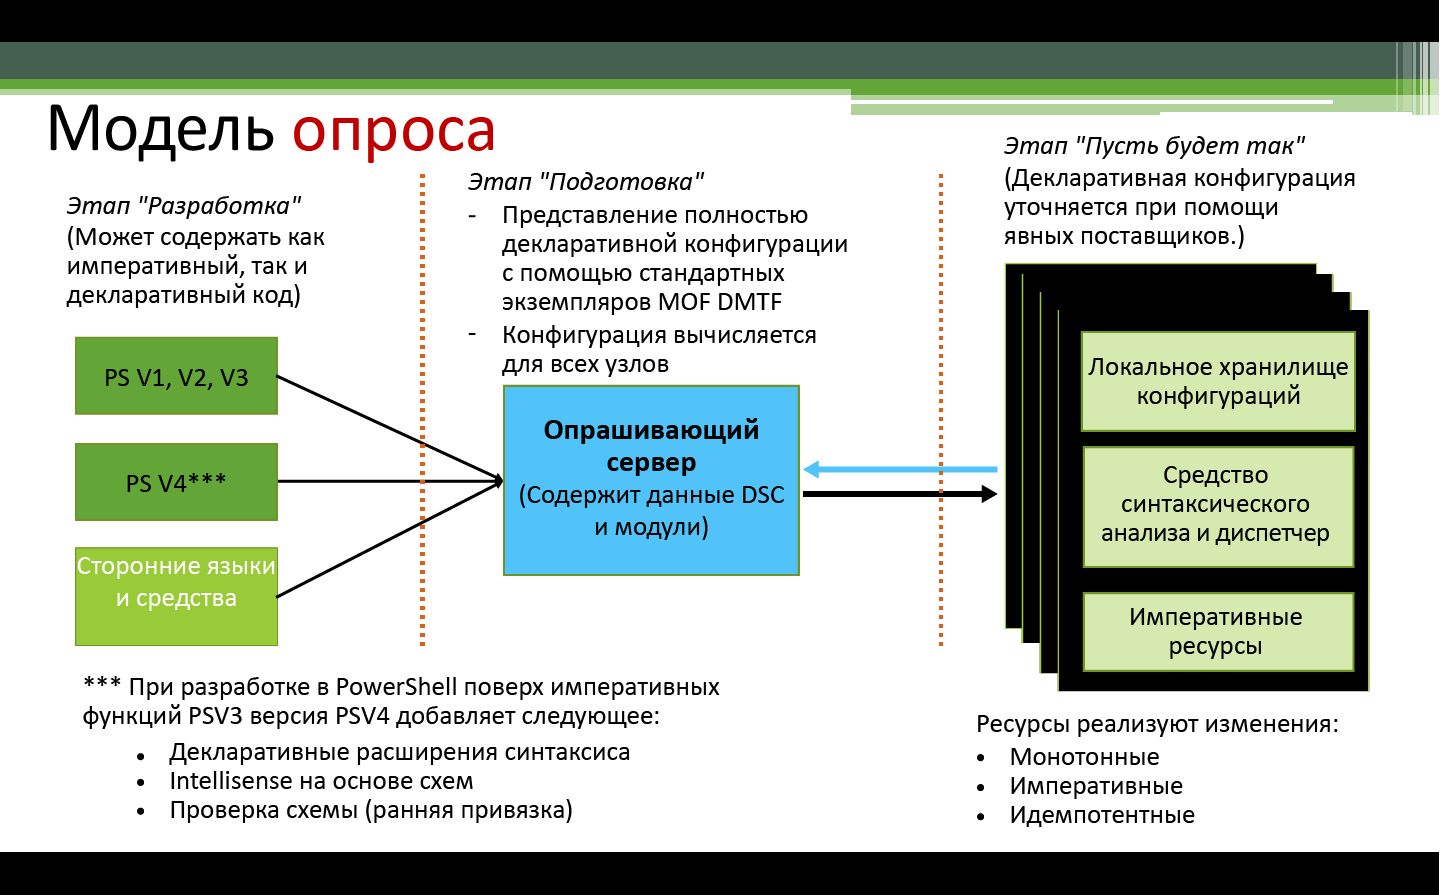 Модель опроса
Этап "Разработка"
(Может содержать как
императивный, так и
декларативный код)
PS V1, V2, V3
PS V4***
Сторонние языки
и средства
Этап "Подготовка"
- Представление полностью
декларативной конфигурации
с помощью стандартных
экземпляров MOF DMTF
- Конфигурация вычисляется
для всех узлов
Опрашивающий
сервер
(Содержит данные DSC
и модули)
Этап "Пусть будет так"
(Декларативная конфигурация
уточняется при помощи
явных поставщиков.)
Локальное хранилище
конфигураций
Средство
синтаксического
анализа и диспетчер
Императивные
ресурсы
*** При разработке в PowerShell поверх императивных
функций PSV3 версия PSV4 добавляет следующее:
• Декларативные расширения синтаксиса
• Intellisense на основе схем
• Проверка схемы (ранняя привязка)
Ресурсы реализуют изменения:
• Монотонные
• Императивные
• Идемпотентные